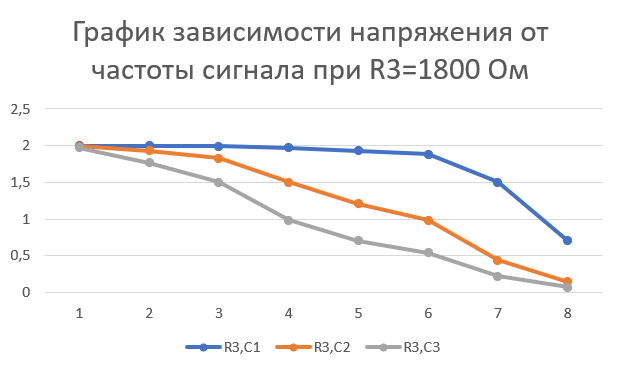 График зависимости напряжения от
частоты сигнала при R3=1800 Ом
2,5
2
1,5
1
0,5
0
1 2 3 4 5 6 7 8
R3,C1 R3,C2 R3,C3